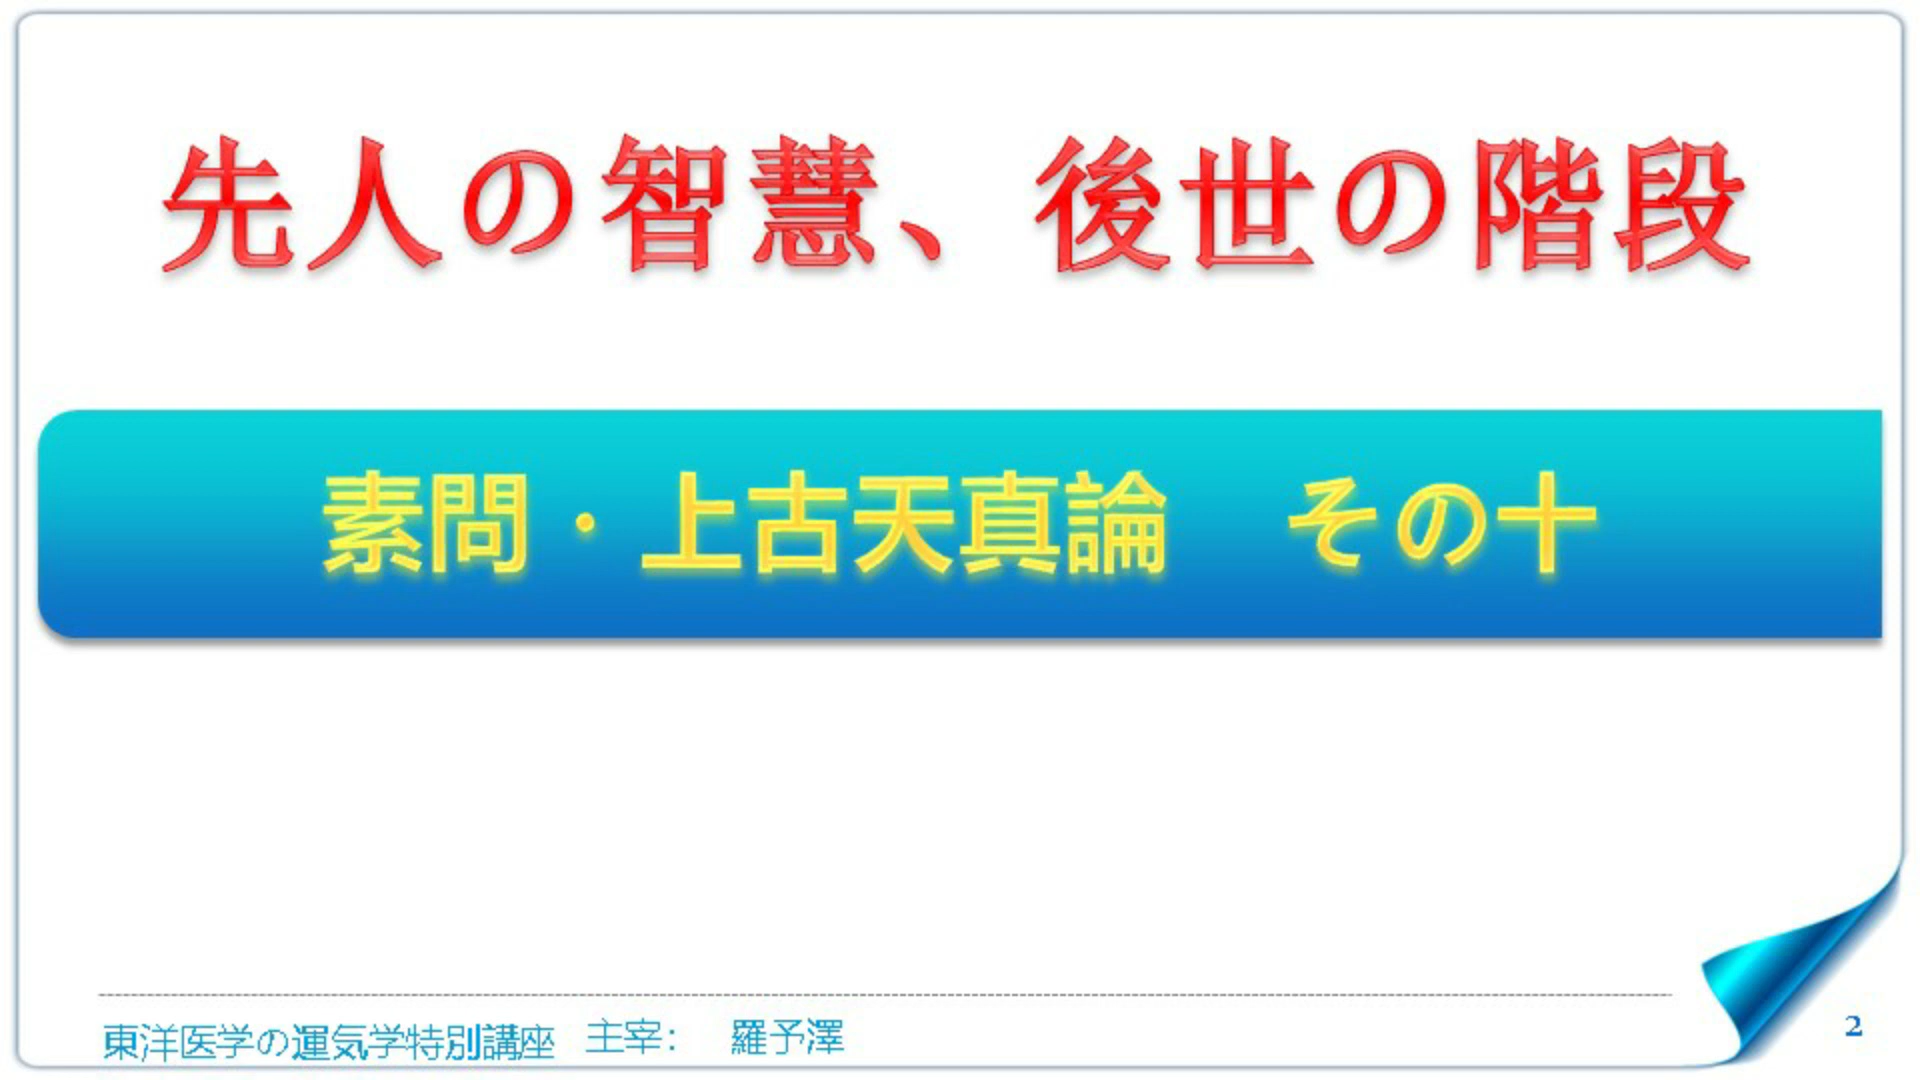 先人の智慧、後世の階段
素問・上古天真論　その十
東洋医学の運気学特別講座　主宰：　羅予澤
2